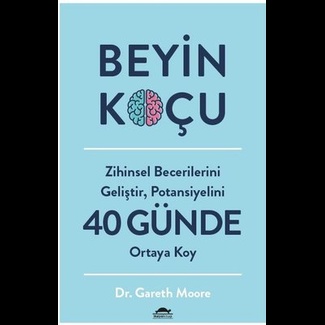 BEYİN
KOÇU
Zihinsel Becerilerini
Geliştir, Potansiyelini
40 GÜNDE
Ortaya Koy
Dr. Gareth Moore